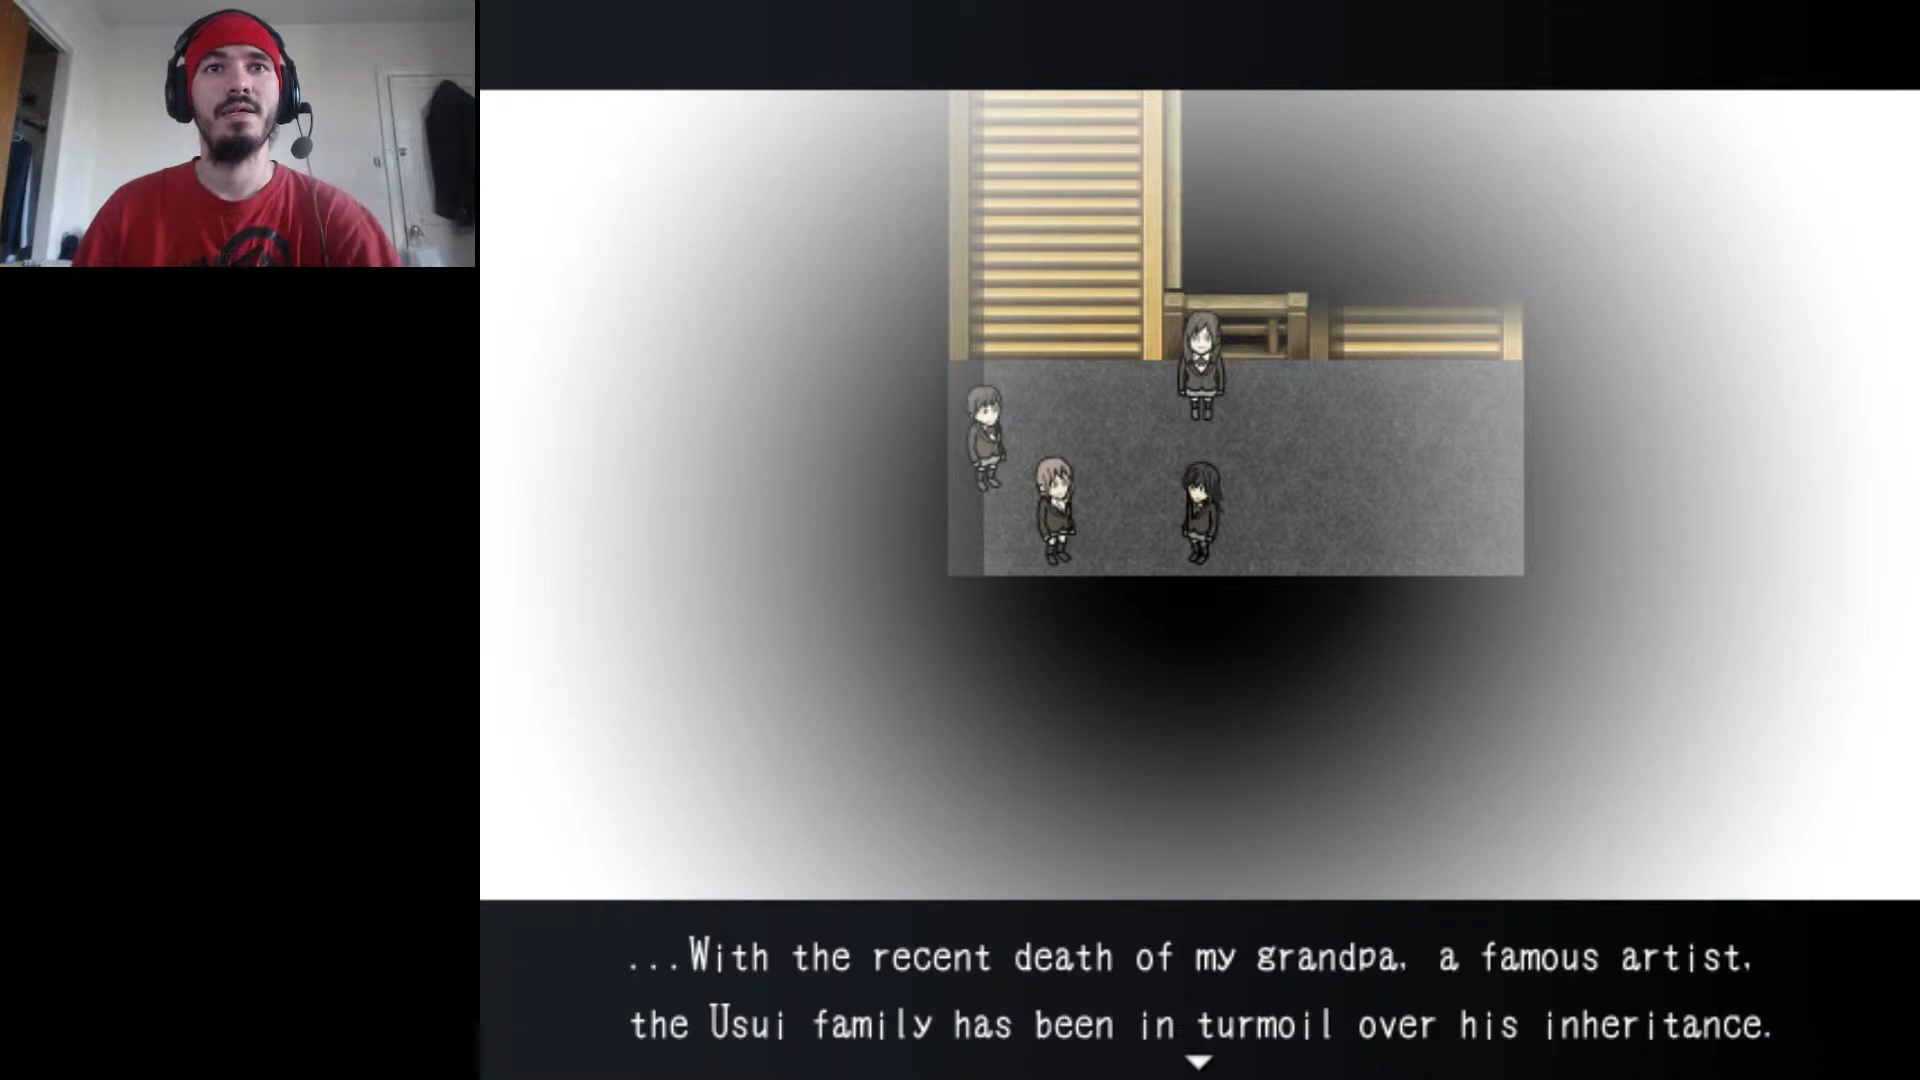 ...With the recent death of my grandpa, a famous artist,
the Usui family has been in turmoil over his inheritance.